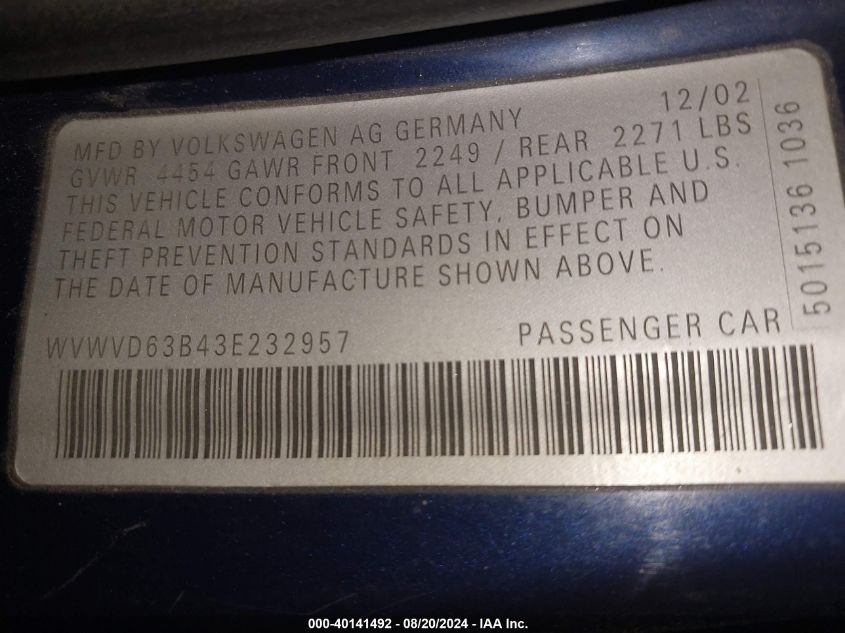 12/02
MFD BY VOLKSWAGEN AG GERMANY
GVWR 4454 GAWR FRONT 2249 / REAR 2271 LBS
THIS VEHICLE CONFORMS TO ALL APPLICABLE U.S.
FEDERAL MOTOR VEHICLE SAFETY, BUMPER AND
THEFT PREVENTION STANDARDS IN EFFECT ON
THE DATE OF MANUFACTURE SHOWN ABOVE.
WVWVD63B43E232957 PASSENGER CAR
5015136 1036
000-40141492 - 08/20/2024 - IAA Inc.